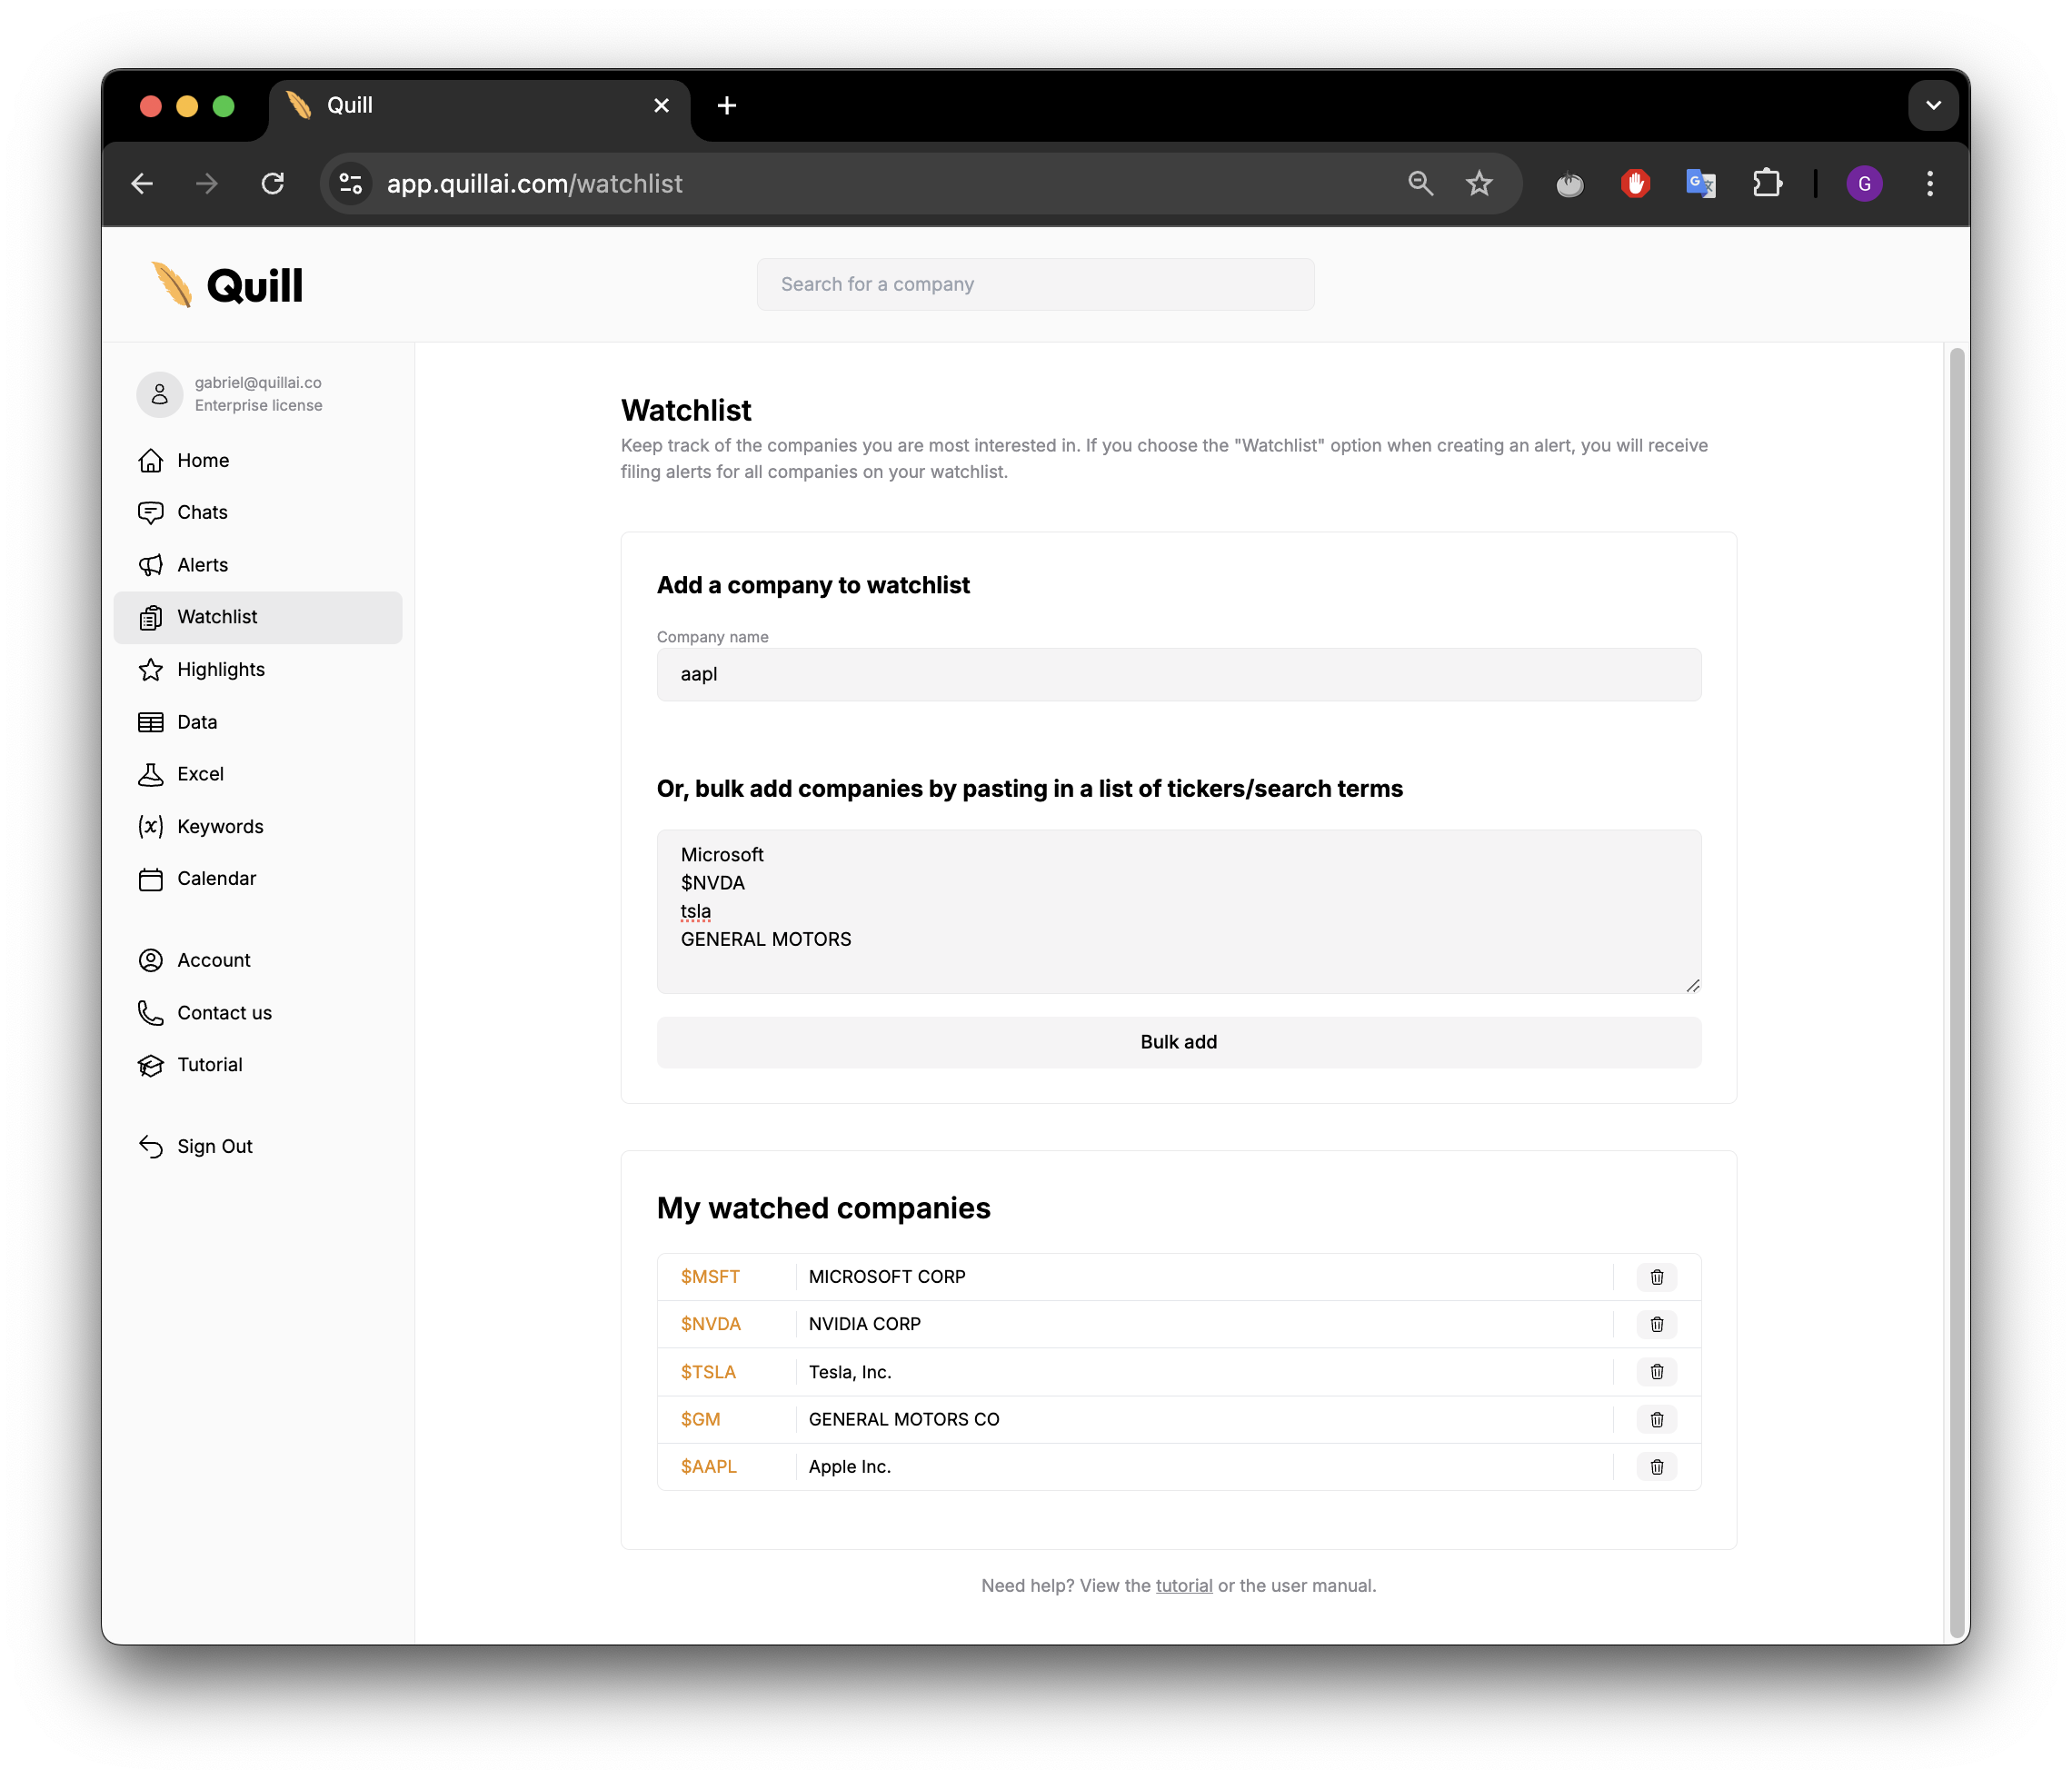 Quill
app.quillai.com/watchlist
G
Quill
Search for a company
gabriel@quillai.co
Enterprise license
Home
Chats
Alerts
Watchlist
Highlights
Data
Excel
Keywords
Calendar
Account
Contact us
Tutorial
Sign Out
Watchlist
Keep track of the companies you are most interested in. If you choose the "Watchlist" option when creating an alert, you will receive
filing alerts for all companies on your watchlist.
Add a company to watchlist
Company name
aapl
Or, bulk add companies by pasting in a list of tickers/search terms
Microsoft
$NVDA
tsla
GENERAL MOTORS
Bulk add
My watched companies
$MSFT MICROSOFT CORP
$NVDA NVIDIA CORP
$TSLA Tesla, Inc.
$GM GENERAL MOTORS CO
$AAPL Apple Inc.
Need help? View the tutorial or the user manual.